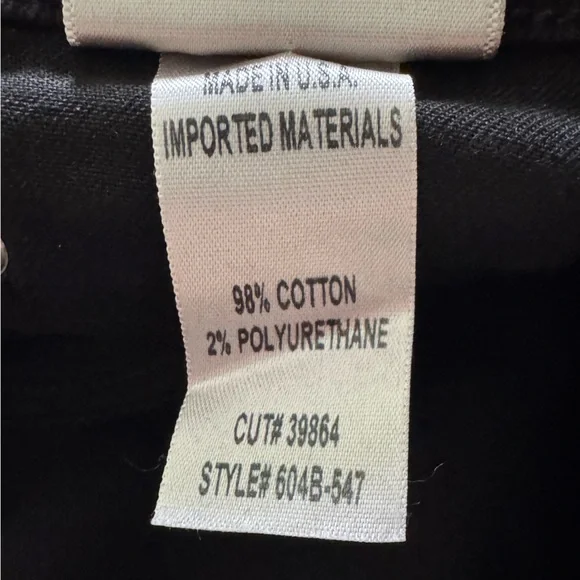 MADE IN U.S.A.
IMPORTED MATERIALS
98% COTTON
2% POLYURETHANE
CUT# 39864
STYLE# 604B-547